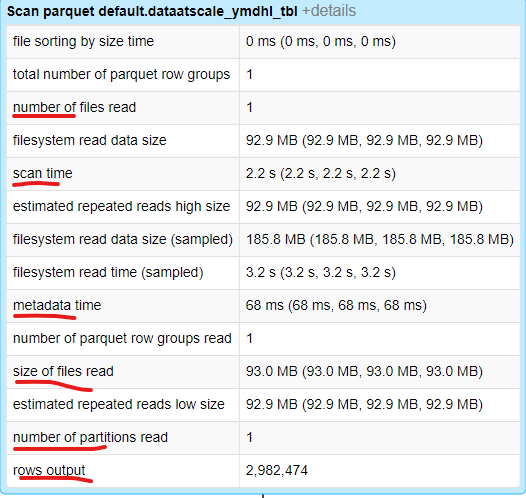 Scan parquet default.dataatscale_ymdhl_tbl +details
file sorting by size time 0 ms (0 ms, 0 ms, 0 ms)
total number of parquet row groups 1
number of files read 1
filesystem read data size 92.9 MB (92.9 MB, 92.9 MB, 92.9 MB)
scan time 2.2 s (2.2 s, 2.2 s, 2.2 s)
estimated repeated reads high size 92.9 MB (92.9 MB, 92.9 MB, 92.9 MB)
filesystem read data size (sampled) 185.8 MB (185.8 MB, 185.8 MB, 185.8 MB)
filesystem read time (sampled) 3.2 s (3.2 s, 3.2 s, 3.2 s)
metadata time 68 ms (68 ms, 68 ms, 68 ms)
number of parquet row groups read 1
size of files read 93.0 MB (93.0 MB, 93.0 MB, 93.0 MB)
estimated repeated reads low size 92.9 MB (92.9 MB, 92.9 MB, 92.9 MB)
number of partitions read 1
rows output 2,982,474